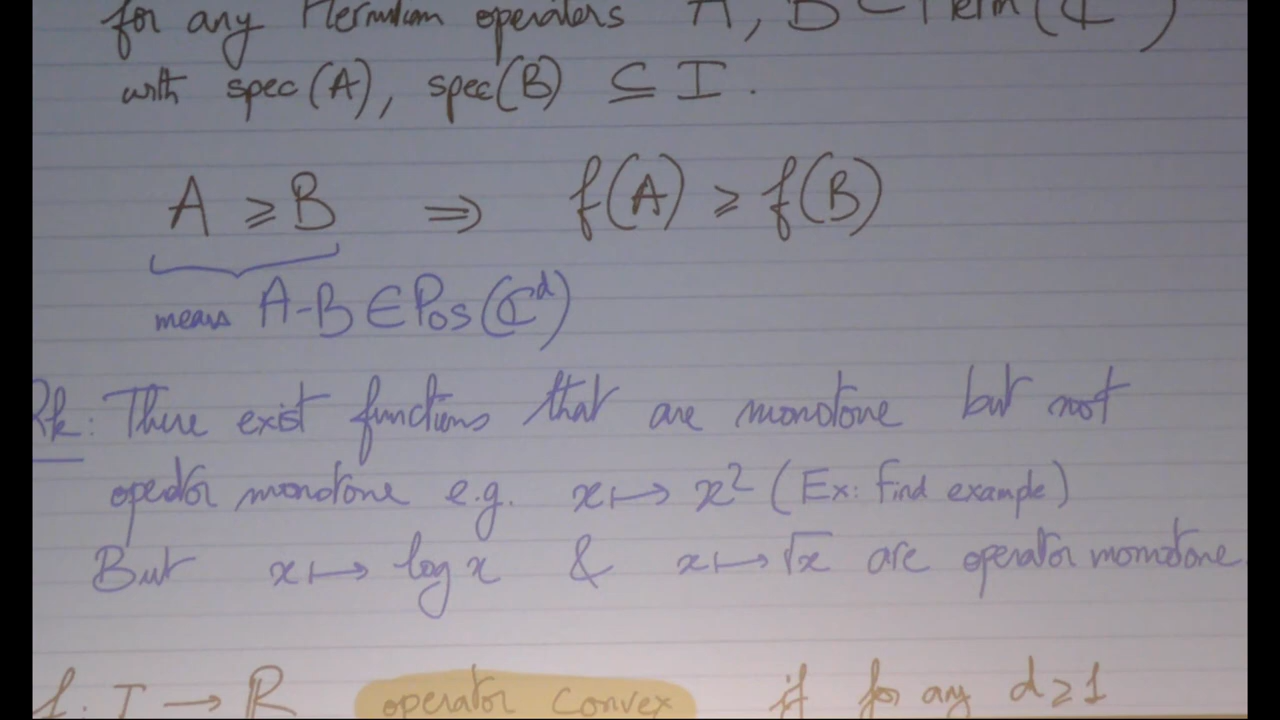 for any Hermitian operators A, B ⊂ Herm(ℂ )
with spec(A), spec(B) ⊆ I.
A ⩾ B ⇒ f(A) ⩾ f(B)
means A-B ∈ Pos(ℂᵈ)
Rk: There exist functions that are monotone but not
operator monotone e.g. x ↦ x² (Ex: Find example)
But x ↦ log x & x ↦ √x are operator monotone
f: I → R operator convex if for any d ⩾ 1